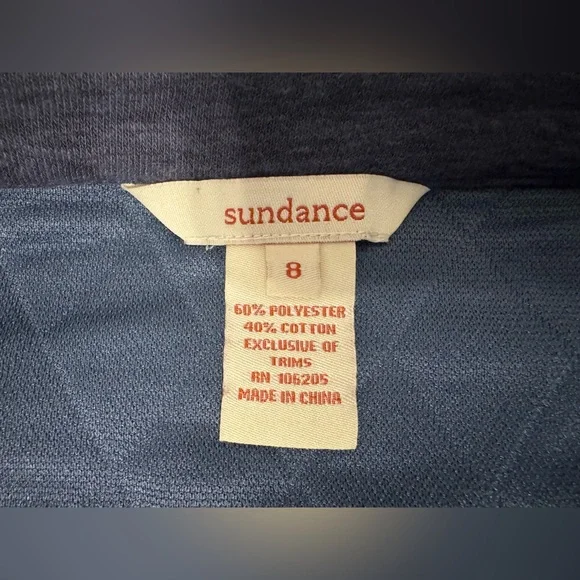 sundance
8
60% POLYESTER
40% COTTON
EXCLUSIVE OF
TRIMS
RN 106205
MADE IN CHINA